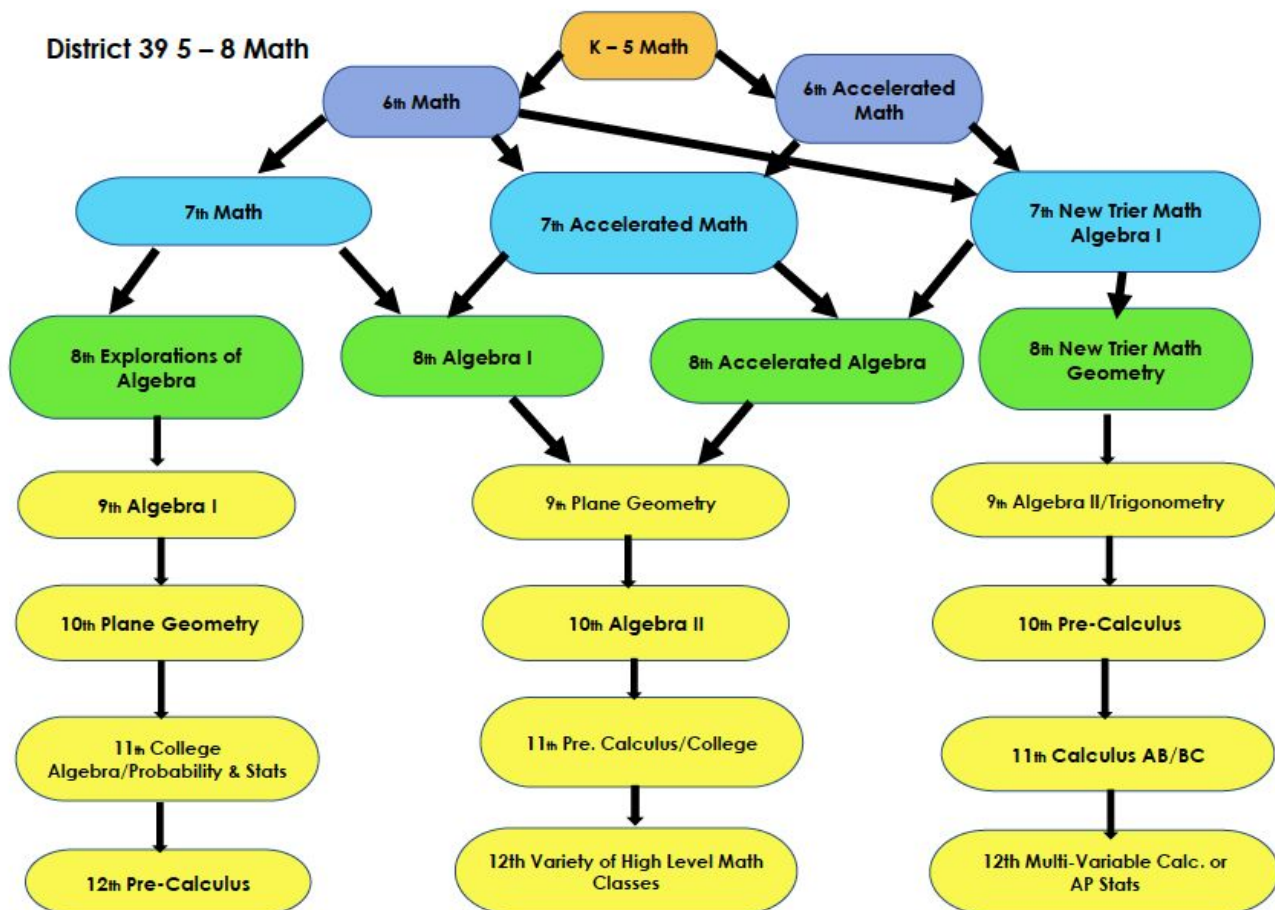 District 39 5 – 8 Math
K – 5 Math
6th Math
6th Accelerated
Math
7th Math
7th Accelerated Math
7th New Trier Math
Algebra I
8th Explorations of
Algebra
8th Algebra I
8th Accelerated Algebra
8th New Trier Math
Geometry
9th Algebra I
9th Plane Geometry
9th Algebra II/Trigonometry
10th Plane Geometry
10th Algebra II
10th Pre-Calculus
11th College
Algebra/Probability & Stats
11th Pre. Calculus/College
11th Calculus AB/BC
12th Pre-Calculus
12th Variety of High Level Math
Classes
12th Multi-Variable Calc. or
AP Stats